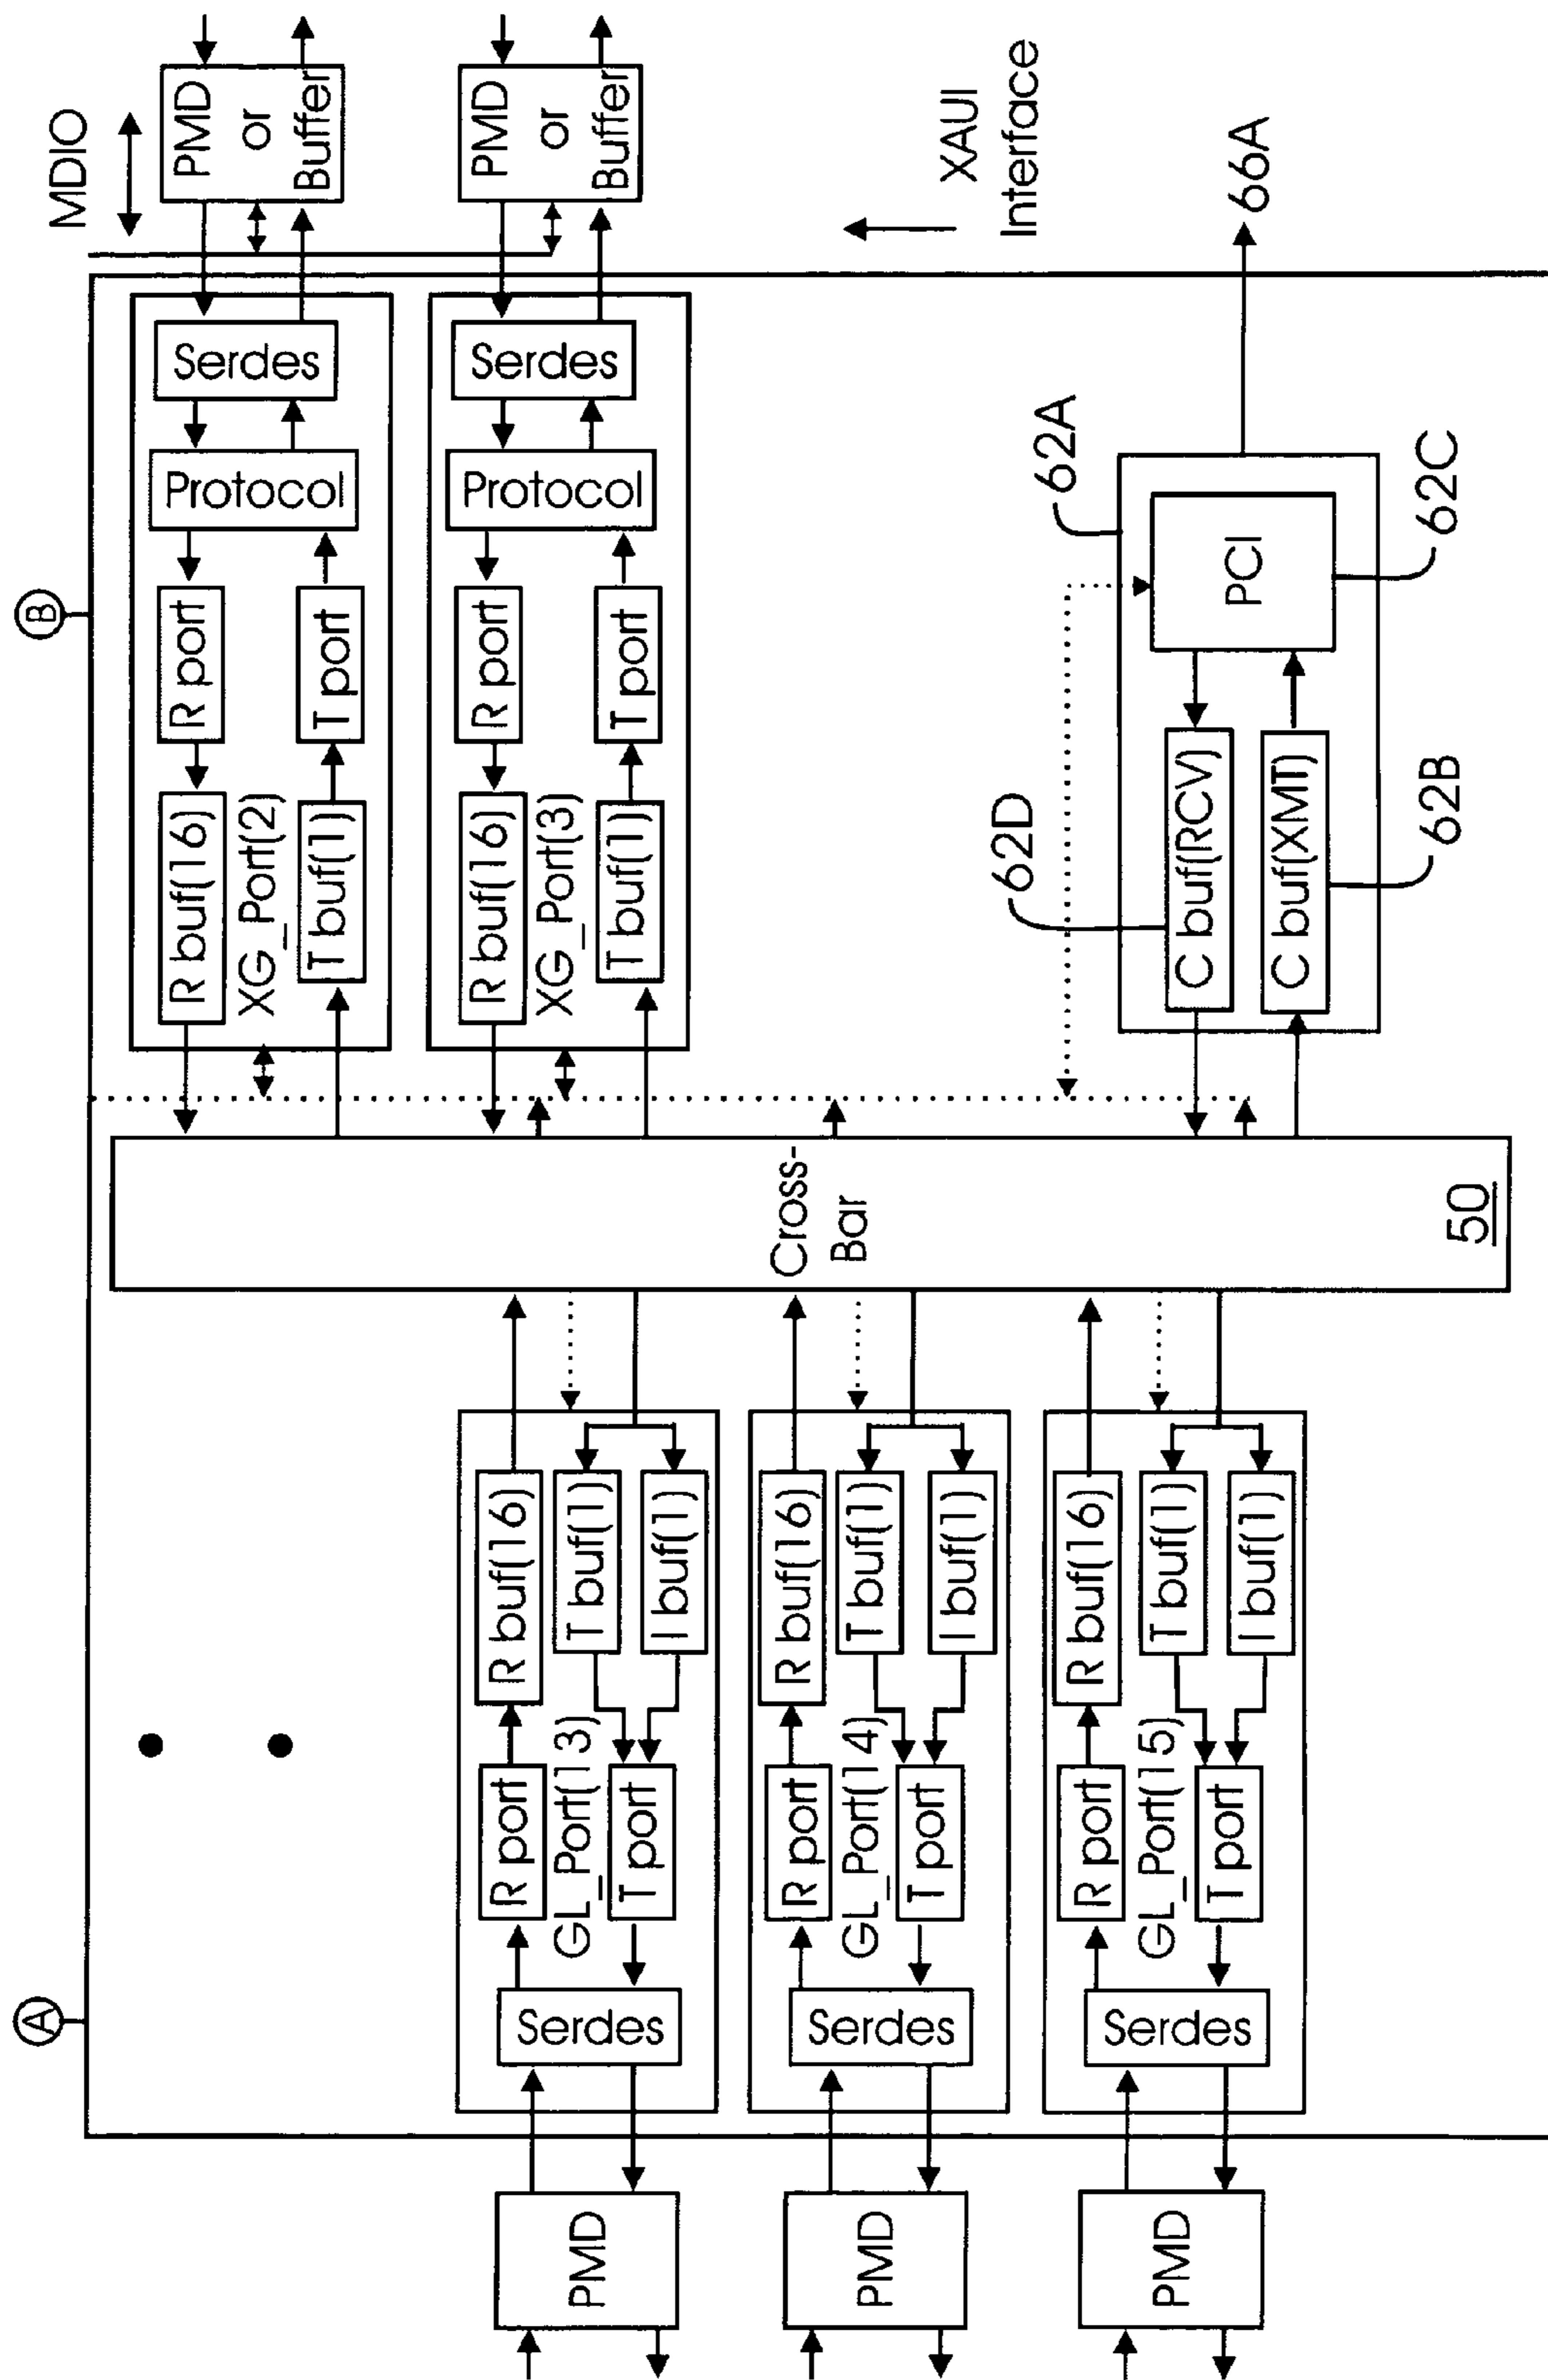 A
B
PMD
Serdes
R port
R buf(16)
GL_Port(13)
T port
T buf(1)
I buf(1)
PMD
Serdes
R port
R buf(16)
GL_Port(14)
T port
T buf(1)
I buf(1)
PMD
Serdes
R port
R buf(16)
GL_Port(15)
T port
T buf(1)
I buf(1)
Cross-
Bar
50
MDIO
R buf(16)
R port
Protocol
Serdes
XG_Port(2)
T buf(1)
T port
PMD
or
Buffer
R buf(16)
R port
Protocol
Serdes
XG_Port(3)
T buf(1)
T port
PMD
or
Buffer
XAUI
Interface
62D
62A
C buf(RCV)
PCI
66A
C buf(XMT)
62B
62C